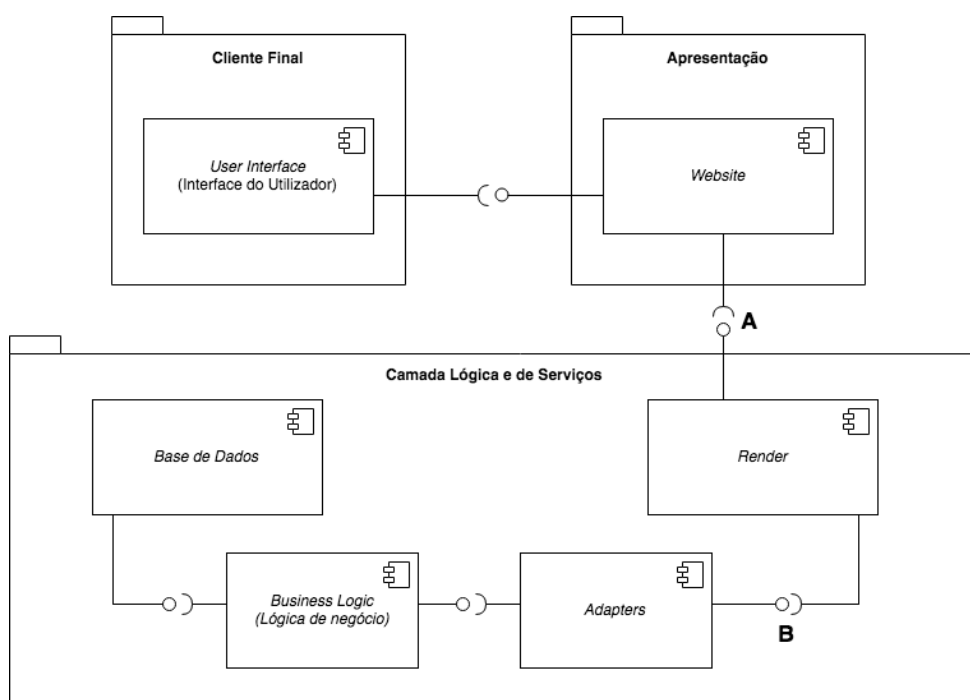 Cliente Final
Apresentação
User Interface
(Interface do Utilizador)
Website
A
Camada Lógica e de Serviços
Base de Dados
Render
Business Logic
(Lógica de negócio)
Adapters
B